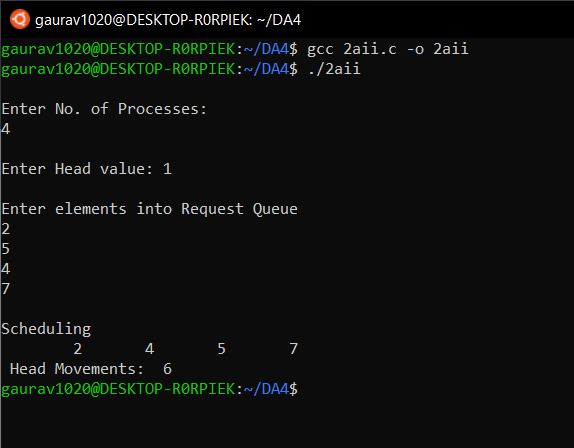 gaurav1020@DESKTOP-R0RPIEK: ~/DA4
gaurav1020@DESKTOP-R0RPIEK:~/DA4$ gcc 2aii.c -o 2aii
gaurav1020@DESKTOP-R0RPIEK:~/DA4$ ./2aii
Enter No. of Processes:
4
Enter Head value: 1
Enter elements into Request Queue
2
5
4
7
Scheduling
2 4 5 7
Head Movements: 6
gaurav1020@DESKTOP-R0RPIEK:~/DA4$